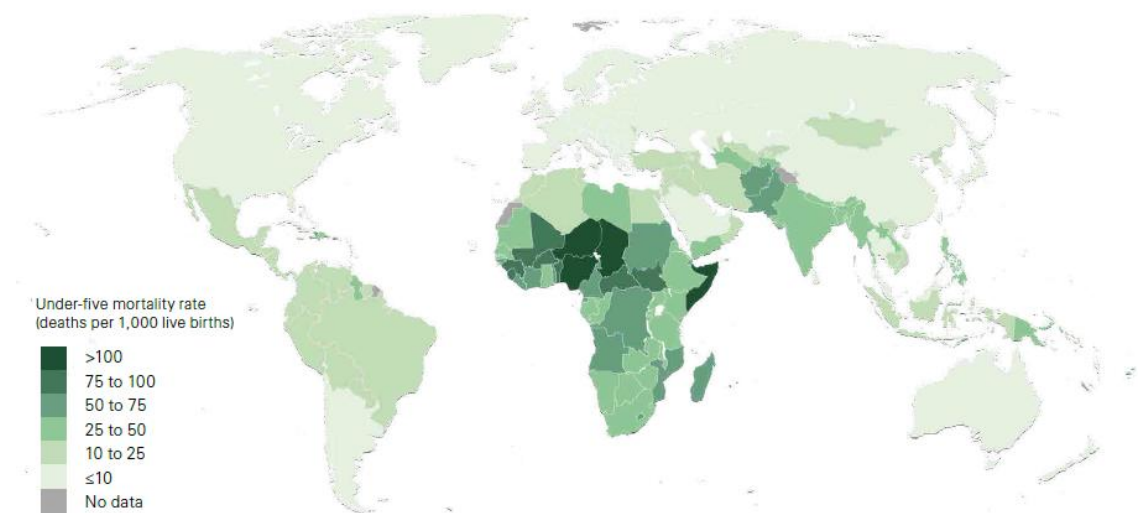 Under-five mortality rate
(deaths per 1,000 live births)
>100
75 to 100
50 to 75
25 to 50
10 to 25
≤10
No data